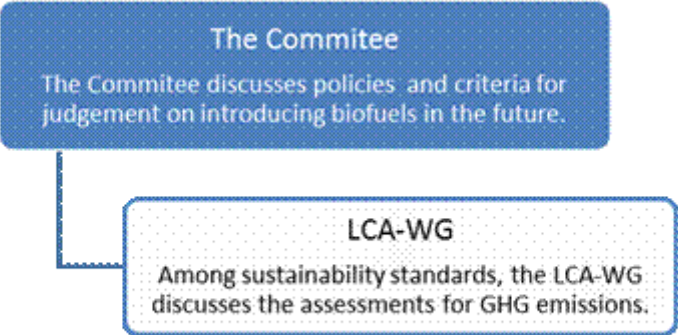 The Commitee
The Commitee discusses policies and criteria for
judgement on introducing biofuels in the future.
LCA-WG
Among sustainability standards, the LCA-WG
discusses the assessments for GHG emissions.